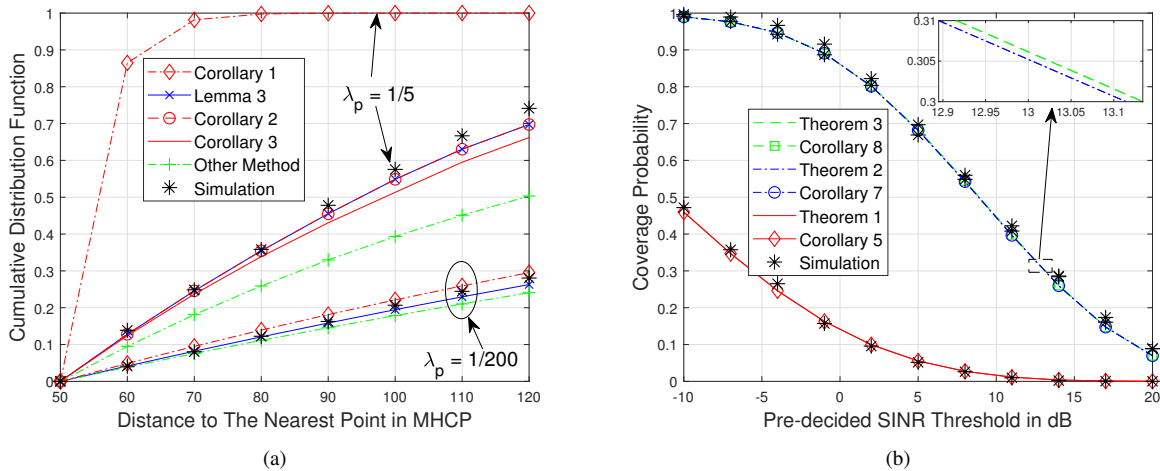 Cumulative Distribution Function
1
0.9
0.8
0.7
0.6
0.5
0.4
0.3
0.2
0.1
0
Corollary 1
Lemma 3
Corollary 2
Corollary 3
Other Method
Simulation
λp = 1/5
λp = 1/200
50 60 70 80 90 100 110 120
Distance to The Nearest Point in MHCP
(a)
Coverage Probability
1
0.9
0.8
0.7
0.6
0.5
0.4
0.3
0.2
0.1
0
0.31
0.305
0.3
12.9 12.95 13 13.05 13.1
Theorem 3
Corollary 8
Theorem 2
Corollary 7
Theorem 1
Corollary 5
Simulation
-10 -5 0 5 10 15 20
Pre-decided SINR Threshold in dB
(b)